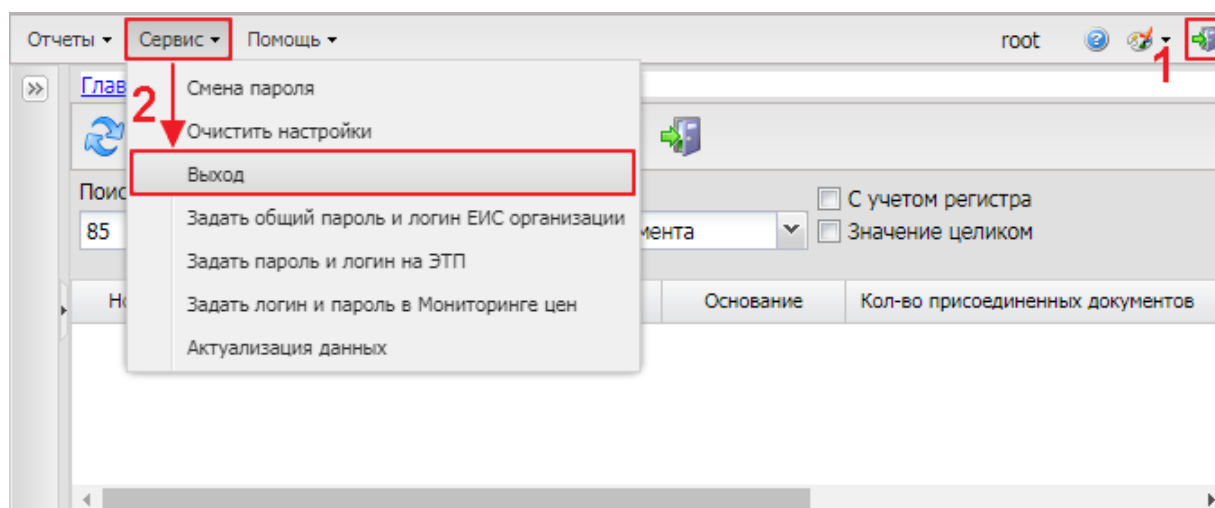 Отчеты Сервис Помощь root
1
Смена пароля
2
Очистить настройки
Выход
Задать общий пароль и логин ЕИС организации
С учетом регистра
85
Значение целиком
Задать пароль и логин на ЭТП
Задать логин и пароль в Мониторинге цен
Основание Кол-во присоединенных документов
Актуализация данных